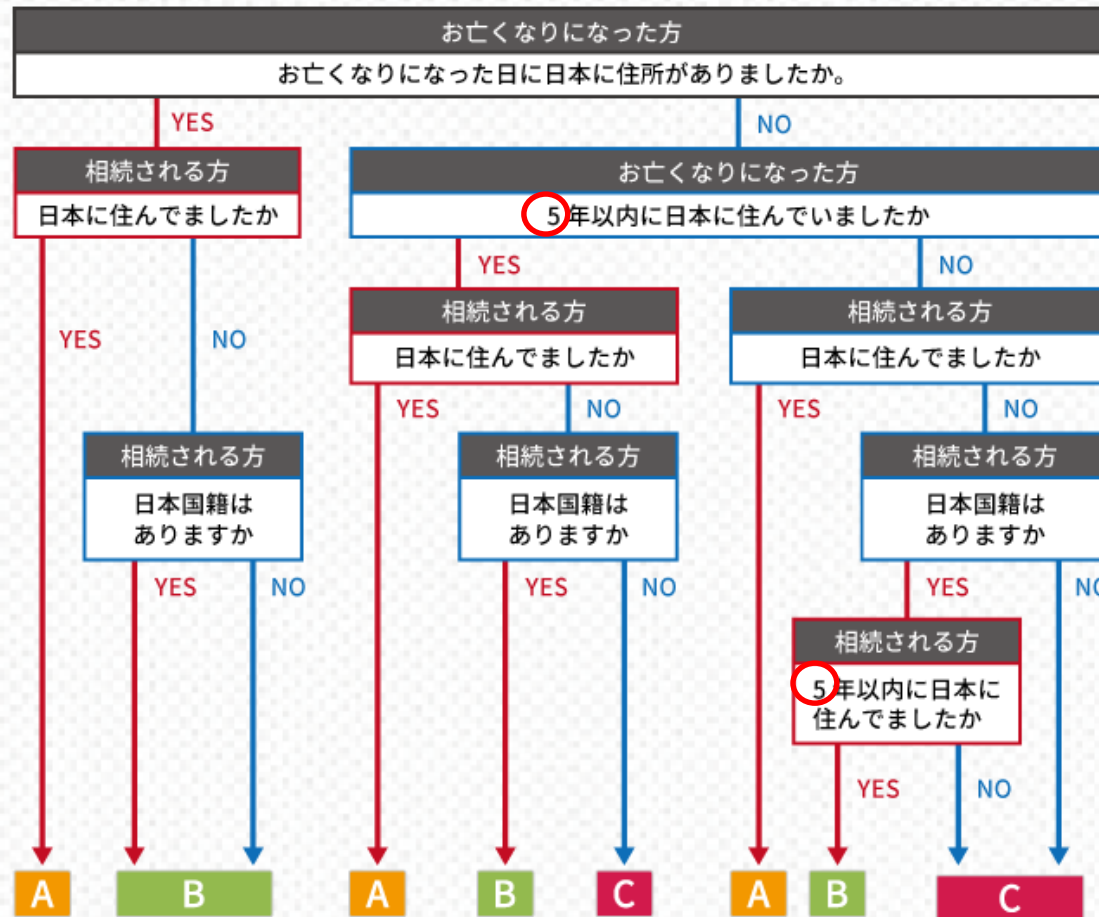 お亡くなりになった方
お亡くなりになった日に日本に住所がありましたか。
YES
NO
相続される方
日本に住んでましたか
お亡くなりになった方
5年以内に日本に住んでいましたか
YES
NO
YES
NO
相続される方
日本に住んでましたか
相続される方
日本に住んでましたか
YES
NO
YES
NO
相続される方
日本国籍は
ありますか
相続される方
日本国籍は
ありますか
相続される方
日本国籍は
ありますか
YES
NO
YES
NO
YES
NO
相続される方
5年以内に日本に
住んでましたか
YES
NO
A
B
A
B
C
A
B
C